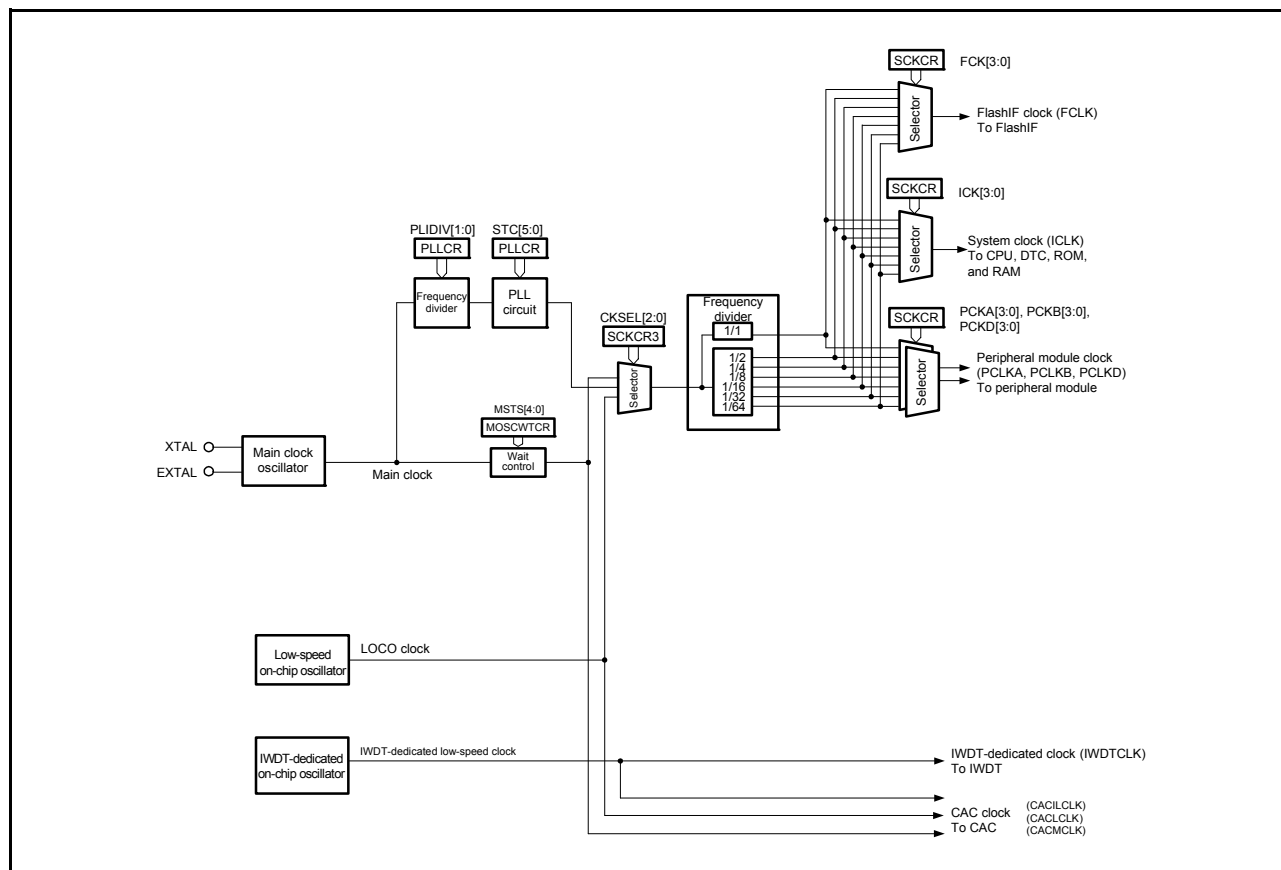 SCKCR FCK[3:0]
Selector
FlashIF clock (FCLK)
To FlashIF
SCKCR ICK[3:0]
Selector
System clock (ICLK)
To CPU, DTC, ROM,
and RAM
PLIDIV[1:0] STC[5:0]
PLLCR PLLCR
Frequency
divider
PLL
circuit
CKSEL[2:0]
SCKCR3
Selector
Frequency
divider
1/1
1/2
1/4
1/8
1/16
1/32
1/64
SCKCR PCKA[3:0], PCKB[3:0],
PCKD[3:0]
Selector
Peripheral module clock
(PCLKA, PCLKB, PCLKD)
To peripheral module
MSTS[4:0]
MOSCWTCR
Wait
control
XTAL
EXTAL
Main clock
oscillator
Main clock
Low-speed
on-chip oscillator
LOCO clock
IWDT-dedicated
on-chip oscillator
IWDT-dedicated low-speed clock
IWDT-dedicated clock (IWDTCLK)
To IWDT
CAC clock
To CAC
(CACILCLK)
(CACLCLK)
(CACMCLK)